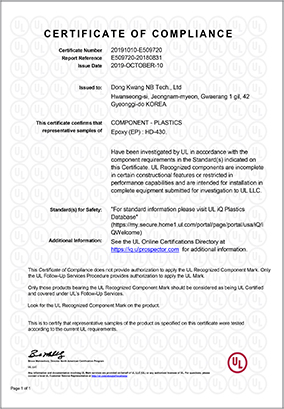 CERTIFICATE OF COMPLIANCE
Certificate Number 20191010-E509720
Report Reference E509720-20180831
Issue Date 2019-OCTOBER-10
Issued to: Dong Kwang NB Tech., Ltd
Hwanseongsi, Jeongnam-myeon, Gwaerang 1 gil, 42
Gyeonggi-do KOREA
This certificate confirms that COMPONENT - PLASTICS
representative samples of Epoxy (EP) : HD-430.
Have been investigated by UL in accordance with the
component requirements in the Standard(s) indicated on
this Certificate. UL Recognized components are incomplete
in certain constructional features or restricted in
performance capabilities and are intended for installation in
complete equipment submitted for investigation to UL LLC.
Standard(s) for Safety: "For standard information please visit UL iQ Plastics
Database"
(https://my.secure.home1.ul.com/portal/page/portal/usa/iQ/i
QWelcome)
Additional Information: See the UL Online Certifications Directory at
https://iq.ulprospector.com for additional information.
This Certificate of Compliance does not provide authorization to apply the UL Recognized Component Mark. Only
the UL Follow-Up Services Procedure provides authorization to apply the UL Mark.
Only those products bearing the UL Recognized Component Mark should be considered as being UL Certified
and covered under UL's Follow-Up Services.
Look for the UL Recognized Component Mark on the product.
This is to certify that representative samples of the product as specified on this certificate were tested
according to the current UL requirements.
UL LLC
UL
Page 1 of 1